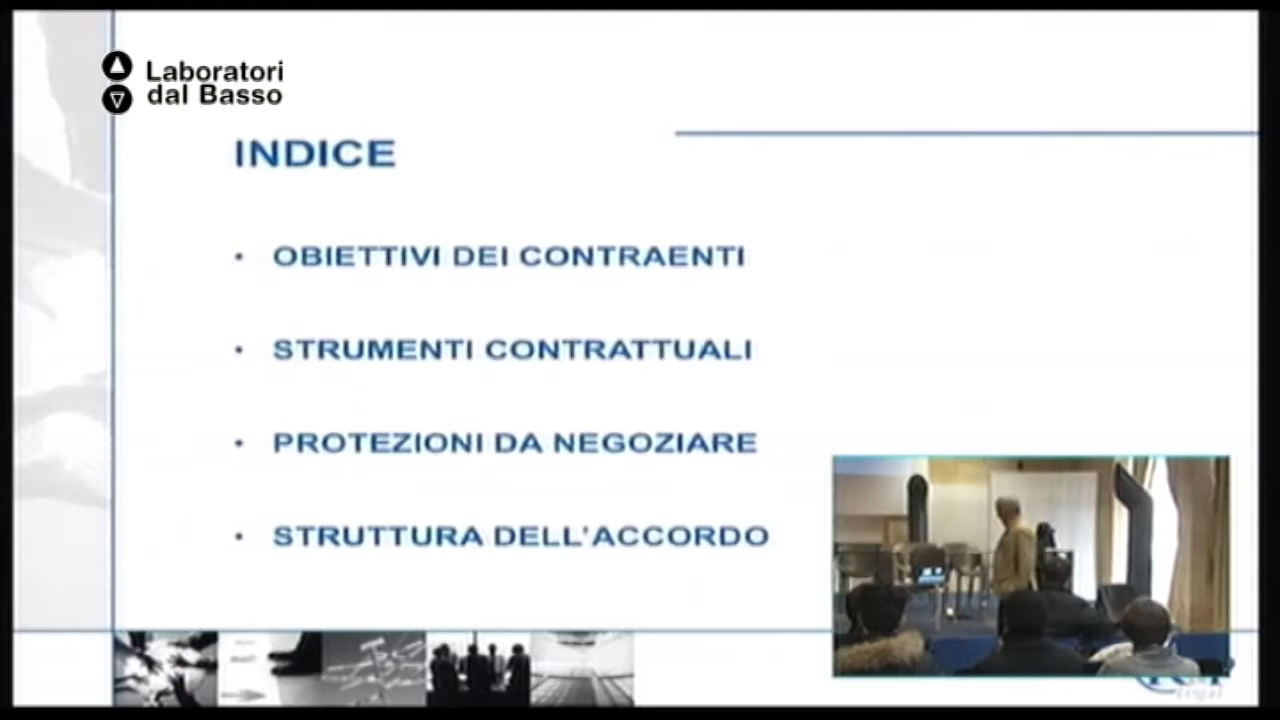 Laboratori
dal Basso
INDICE
• OBIETTIVI DEI CONTRAENTI
• STRUMENTI CONTRATTUALI
• PROTEZIONI DA NEGOZIARE
• STRUTTURA DELL'ACCORDO